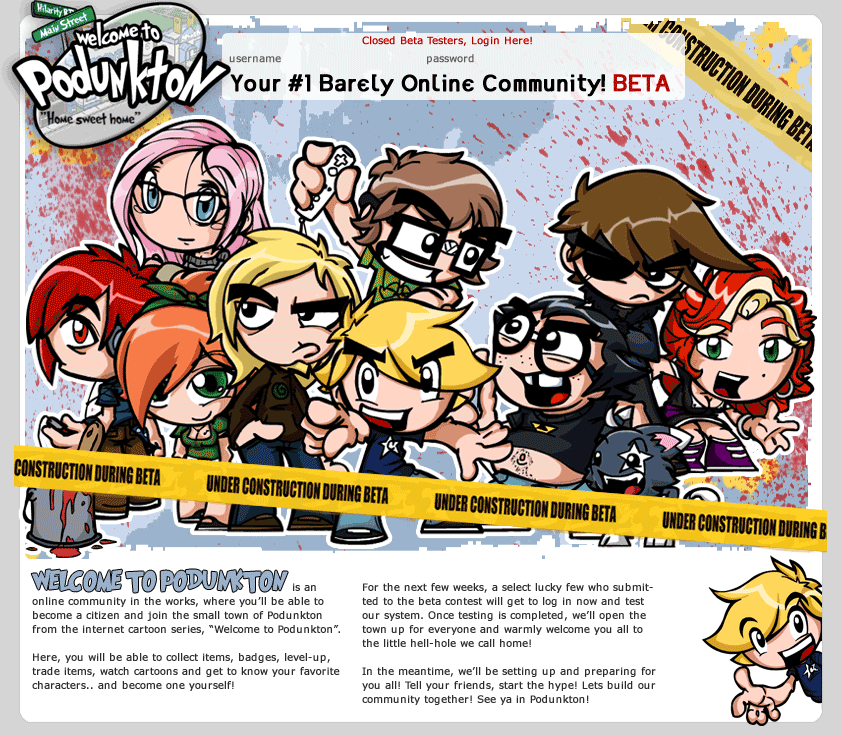 Hilarity RD
Main Street
welcome to
Podunkton
"Home sweet home"
Closed Beta Testers, Login Here!
username password
Your #1 Barely Online Community! BETA
CONSTRUCTION DURING BETA
CONSTRUCTION DURING BETA
UNDER CONSTRUCTION DURING BETA
UNDER CONSTRUCTION DURING BETA
UNDER CONSTRUCTION DURING B
WELCOME TO PODUNKTON is an
online community in the works, where you'll be able to
become a citizen and join the small town of Podunkton
from the internet cartoon series, "Welcome to Podunkton".
Here, you will be able to collect items, badges, level-up,
trade items, watch cartoons and get to know your favorite
characters.. and become one yourself!
For the next few weeks, a select lucky few who submit-
ted to the beta contest will get to log in now and test
our system. Once testing is completed, we'll open the
town up for everyone and warmly welcome you all to
the little hell-hole we call home!
In the meantime, we'll be setting up and preparing for
you all! Tell your friends, start the hype! Lets build our
community together! See ya in Podunkton!